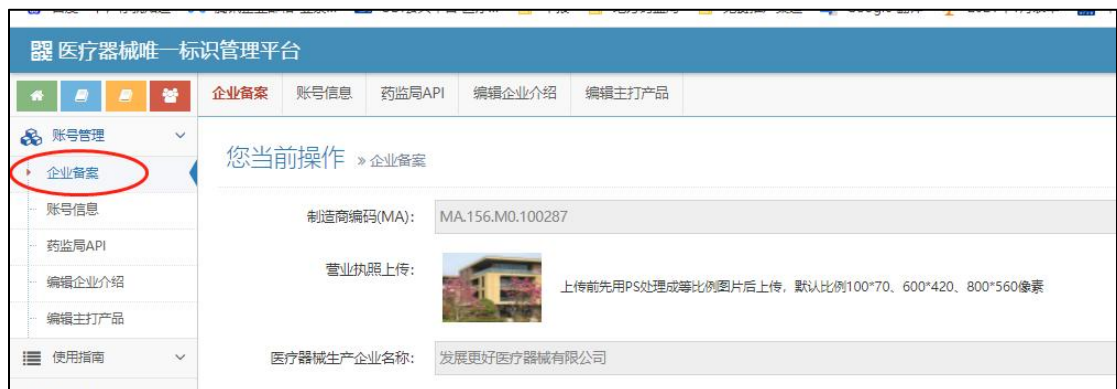 医疗器械唯一标识管理平台
企业备案 账号信息 药监局API 编辑企业介绍 编辑主打产品
账号管理
企业备案
账号信息
药监局API
编辑企业介绍
编辑主打产品
使用指南
您当前操作 » 企业备案
制造商编码(MA)： MA.156.M0.100287
营业执照上传： 上传前先用PS处理成等比例图片后上传，默认比例100*70、600*420、800*560像素
医疗器械生产企业名称： 发展更好医疗器械有限公司